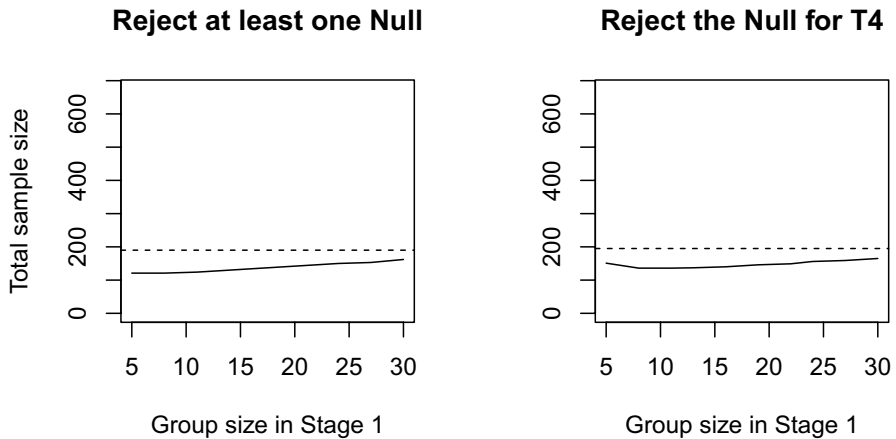 Reject at least one Null
Reject the Null for T4
Total sample size
600
400
200
0
5 10 15 20 25 30
Group size in Stage 1
600
400
200
0
5 10 15 20 25 30
Group size in Stage 1